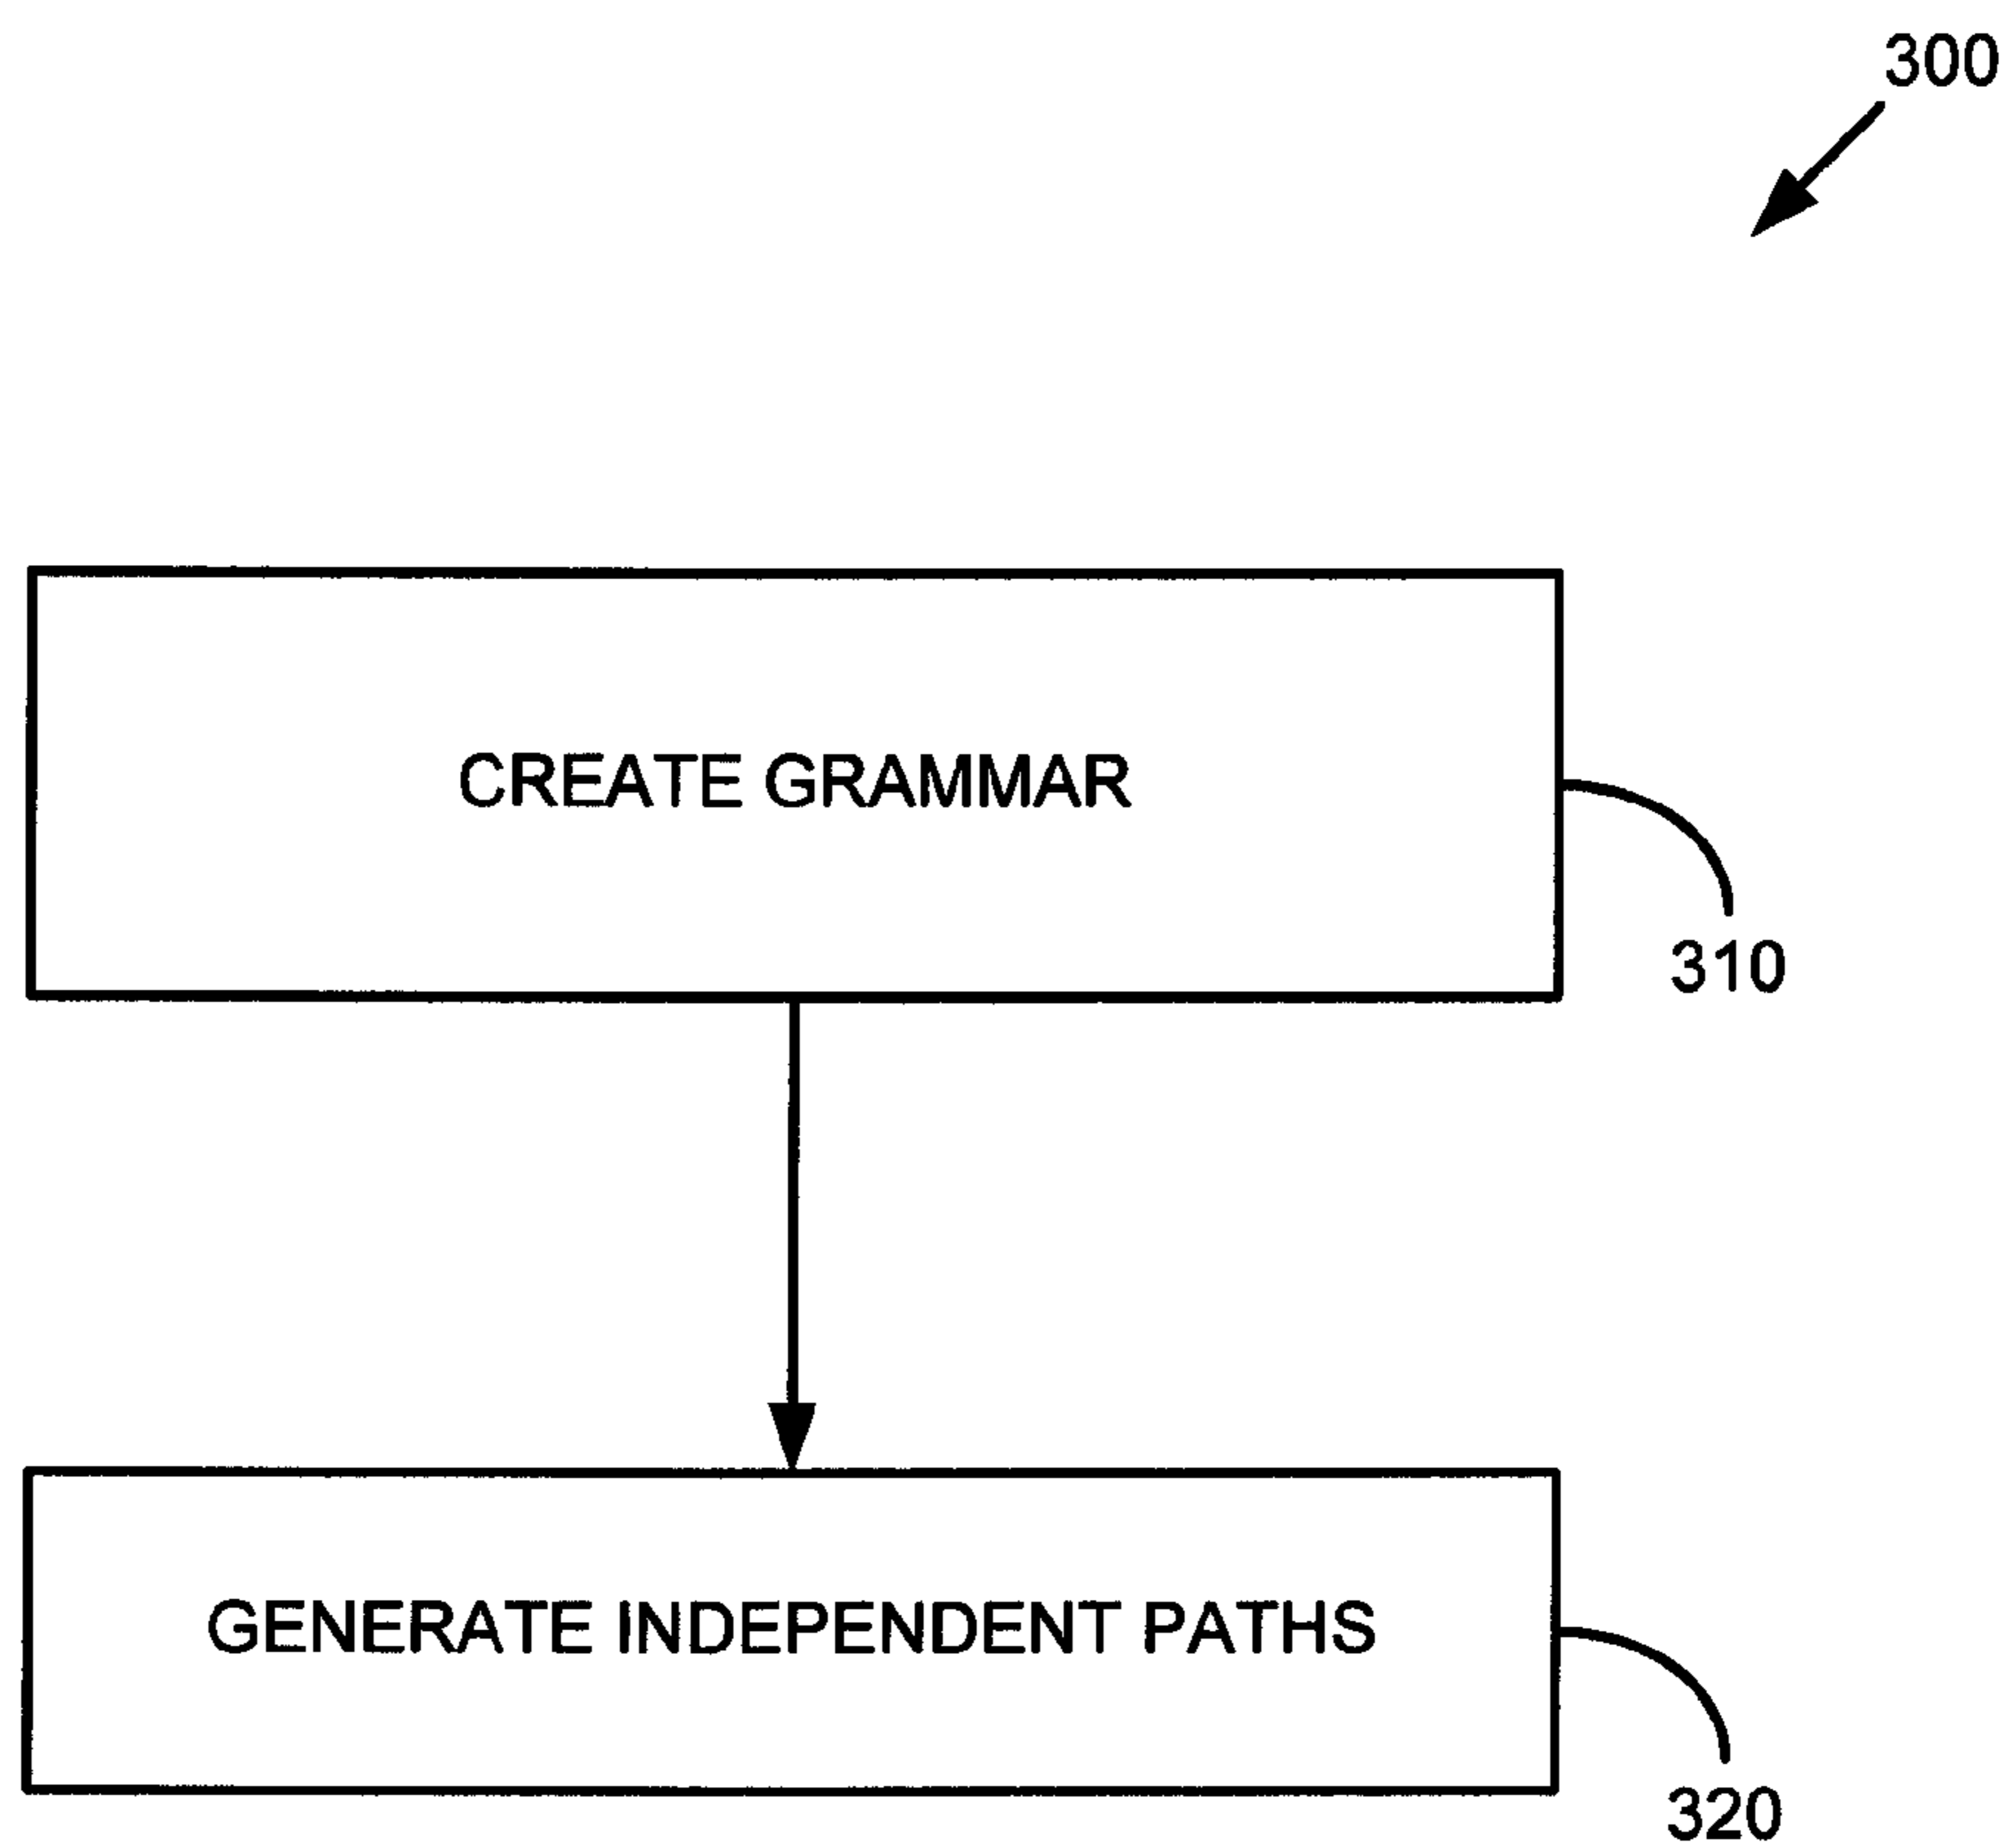 300
CREATE GRAMMAR
310
GENERATE INDEPENDENT PATHS
320